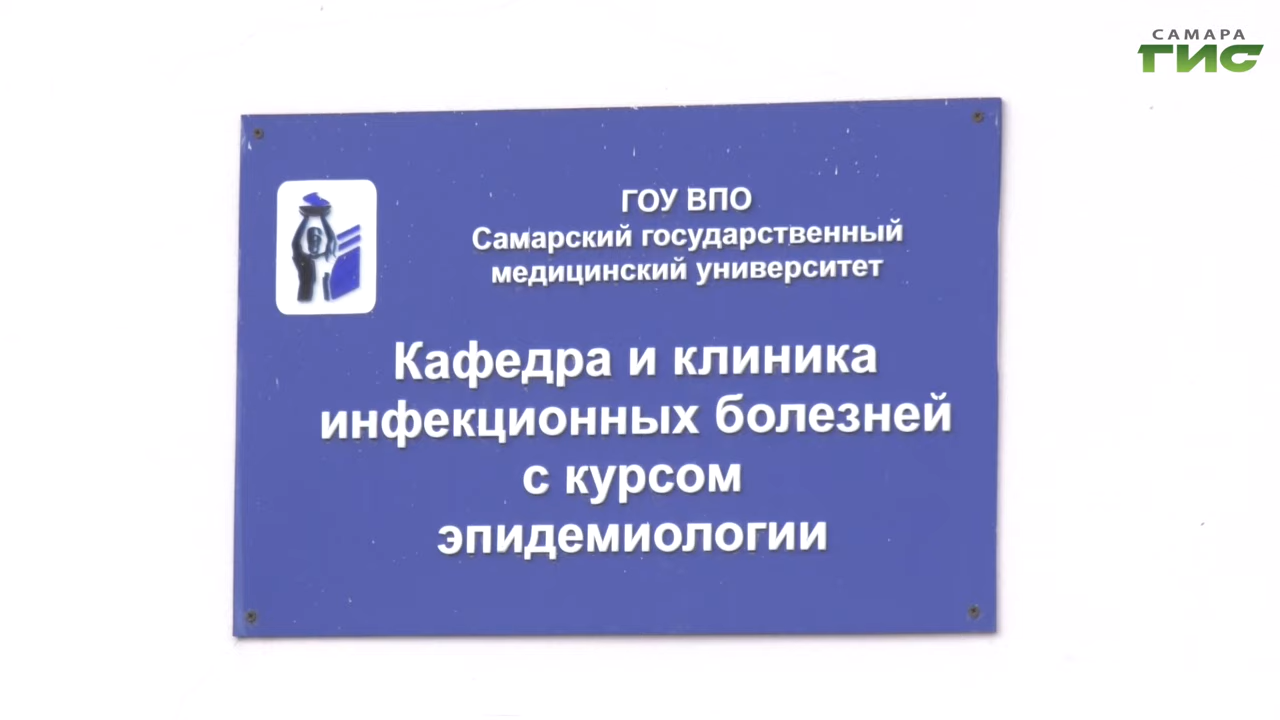 САМАРА
ГИС
ГОУ ВПО
Самарский государственный
медицинский университет
Кафедра и клиника
инфекционных болезней
с курсом
эпидемиологии